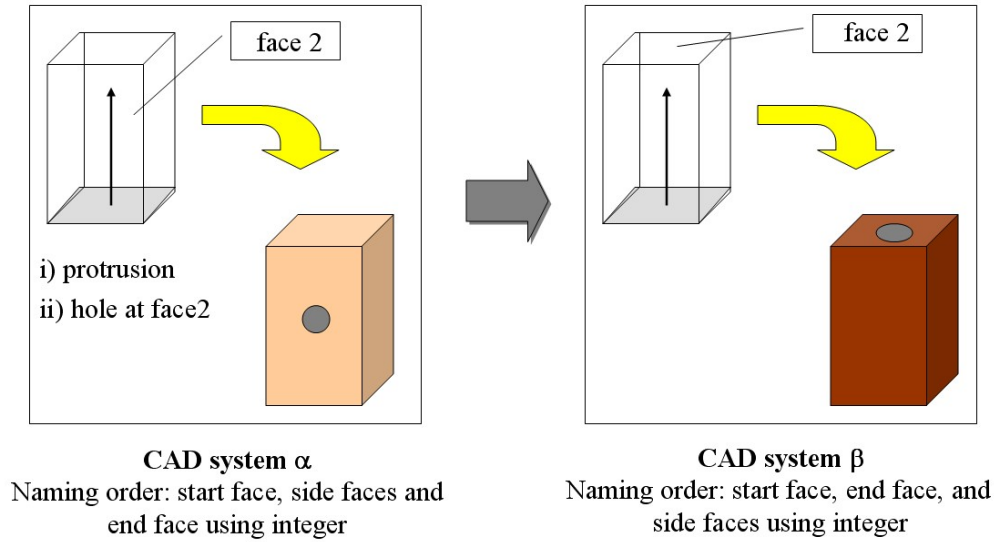 face 2
i) protrusion
ii) hole at face2
CAD system α
Naming order: start face, side faces and
end face using integer
face 2
CAD system β
Naming order: start face, end face, and
side faces using integer